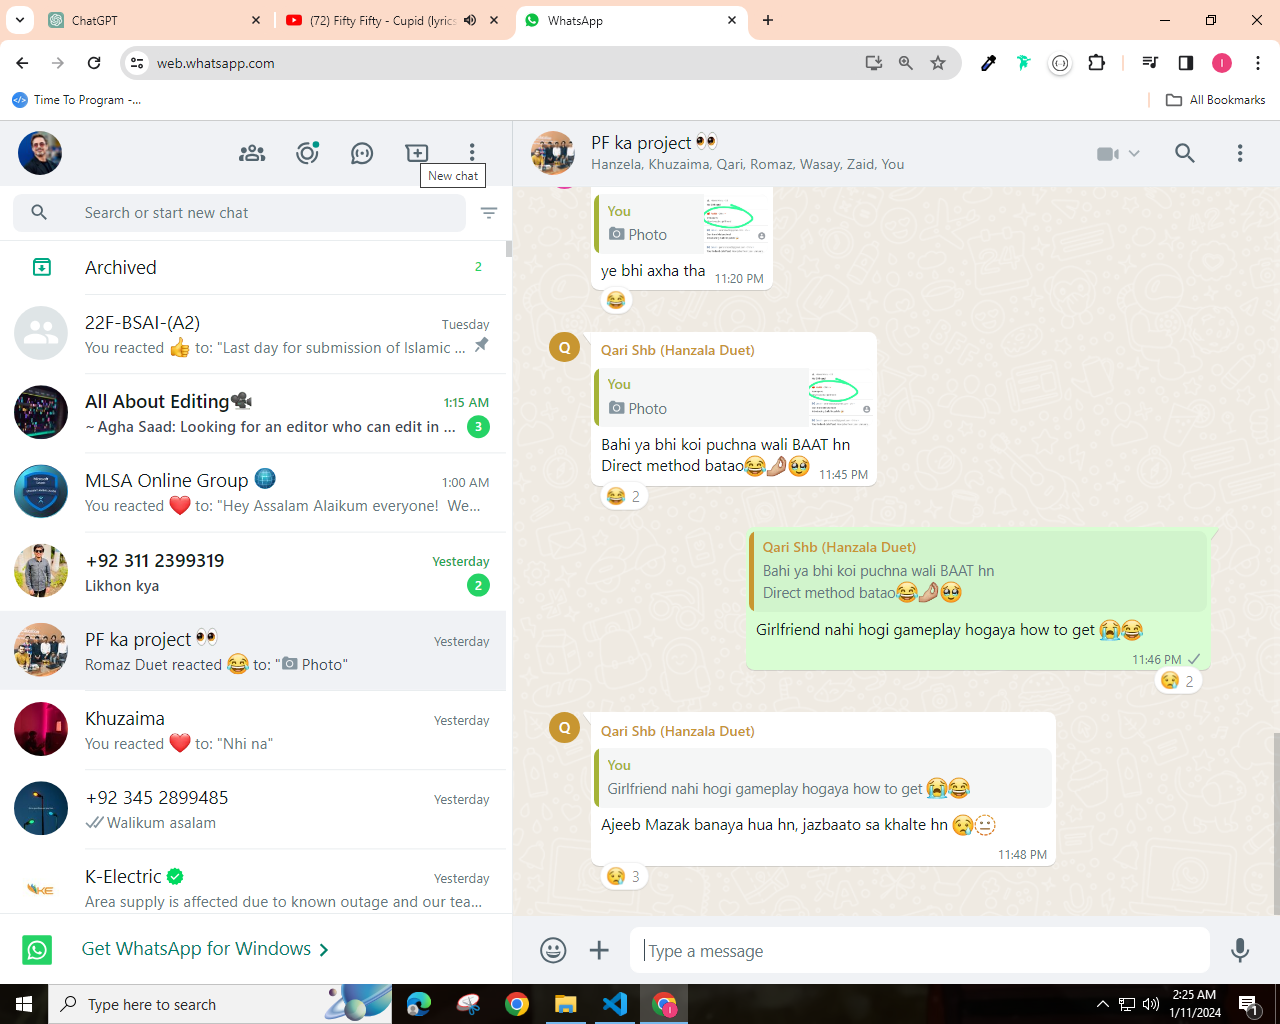 ChatGPT
(72) Fifty Fifty - Cupid (lyrics
WhatsApp
web.whatsapp.com
Time To Program -...
All Bookmarks
New chat
Search or start new chat
Archived
2
22F-BSAI-(A2)
Tuesday
You reacted 👍 to: "Last day for submission of Islamic ...
All About Editing🎥
1:15 AM
~ Agha Saad: Looking for an editor who can edit in ...
3
MLSA Online Group 🌐
1:00 AM
You reacted ❤️ to: "Hey Assalam Alaikum everyone! We...
+92 311 2399319
Yesterday
Likhon kya
2
PF ka project 👀
Yesterday
Romaz Duet reacted 😂 to: "📷 Photo"
Khuzaima
Yesterday
You reacted ❤️ to: "Nhi na"
+92 345 2899485
Yesterday
Walikum asalam
K-Electric
Yesterday
Area supply is affected due to known outage and our tea...
Get WhatsApp for Windows
PF ka project 👀
Hanzela, Khuzaima, Qari, Romaz, Wasay, Zaid, You
You
Photo
ye bhi axha tha
11:20 PM
😂
Q
Qari Shb (Hanzala Duet)
You
Photo
Bahi ya bhi koi puchna wali BAAT hn
Direct method batao😂🤌🏼🥹
11:45 PM
😂 2
Qari Shb (Hanzala Duet)
Bahi ya bhi koi puchna wali BAAT hn
Direct method batao😂🤌🏼🥹
Girlfriend nahi hogi gameplay hogaya how to get 😭😂
11:46 PM
😢 2
Q
Qari Shb (Hanzala Duet)
You
Girlfriend nahi hogi gameplay hogaya how to get 😭😂
Ajeeb Mazak banaya hua hn, jazbaato sa khalte hn 😢🫥
11:48 PM
😢 3
Type a message
Type here to search
2:25 AM
1/11/2024
1